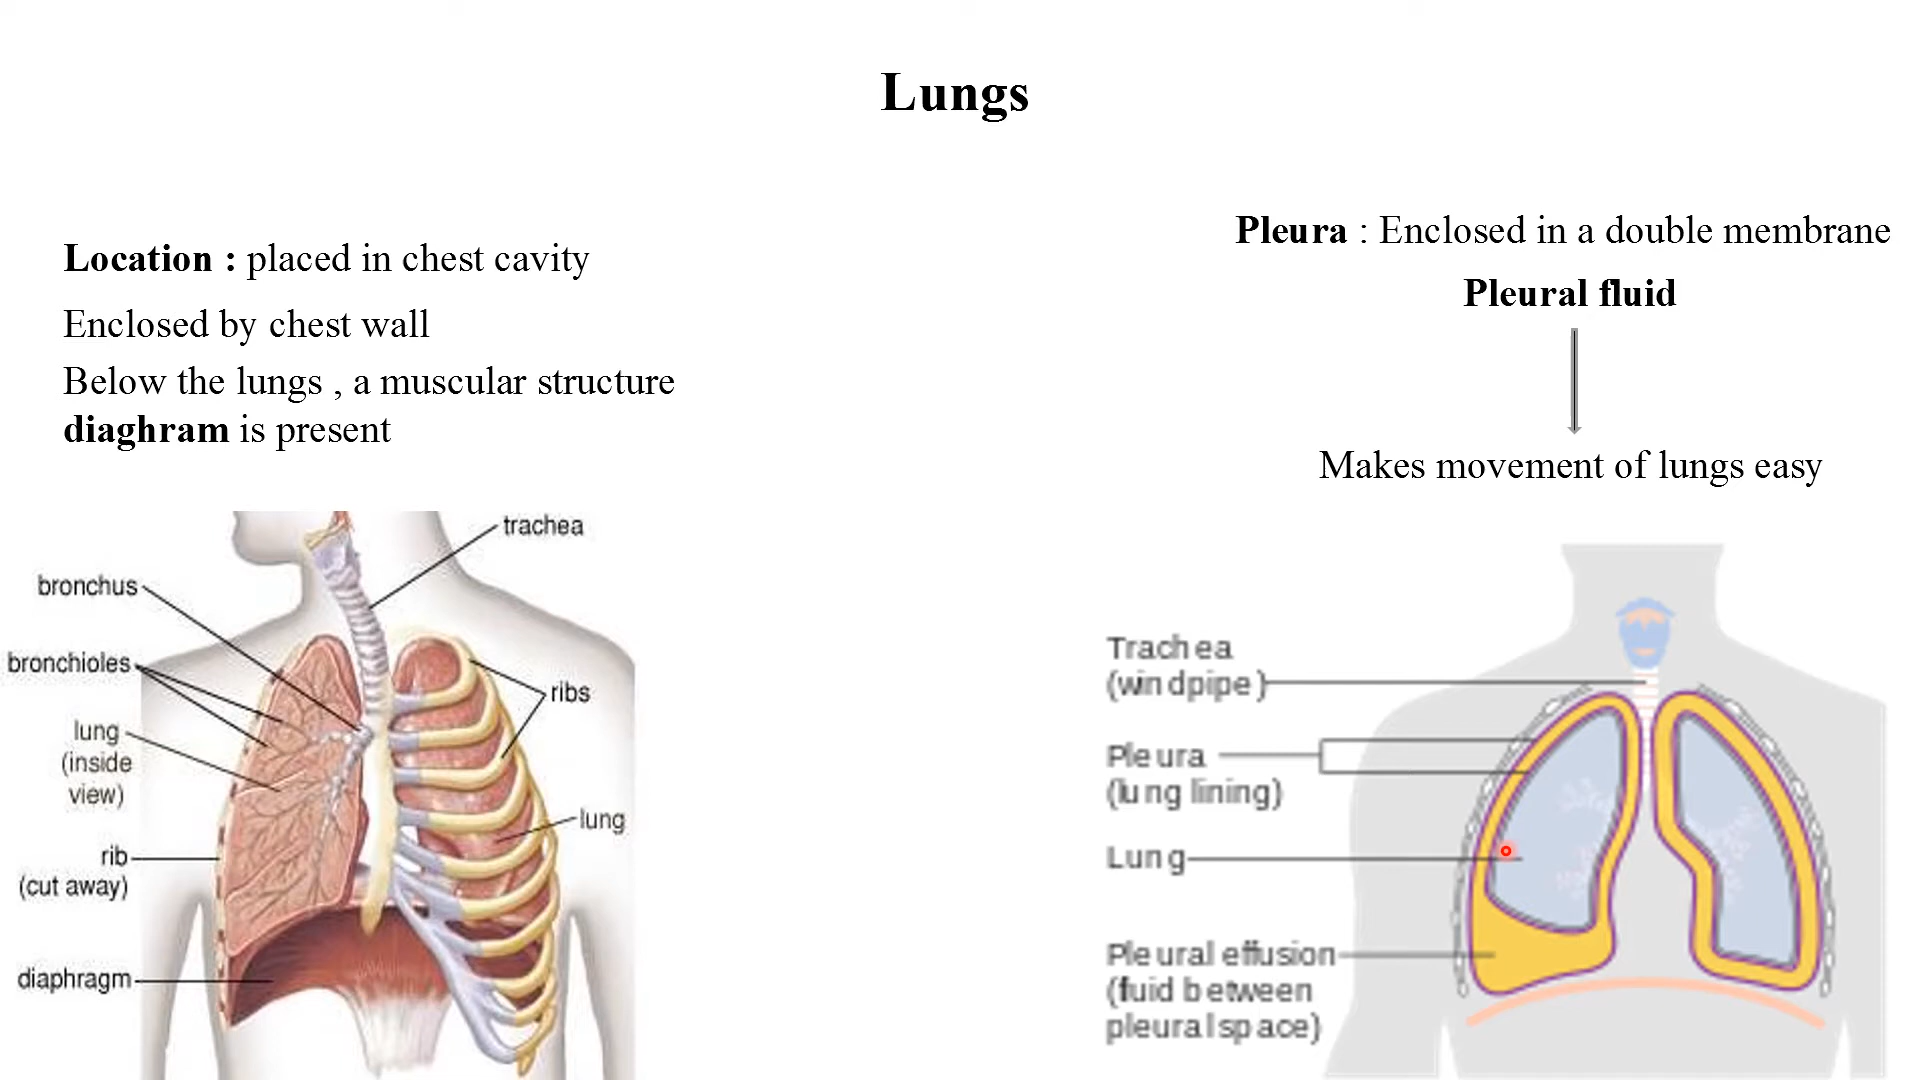 Lungs
Location : placed in chest cavity
Enclosed by chest wall
Below the lungs , a muscular structure
diaghram is present
Pleura : Enclosed in a double membrane
Pleural fluid
Makes movement of lungs easy
trachea
bronchus
bronchioles
ribs
lung
(inside
view)
lung
rib
(cut away)
diaphragm
Trachea
(windpipe)
Pleura
(lung lining)
Lung
Pleural effusion
(fluid between
pleural space)